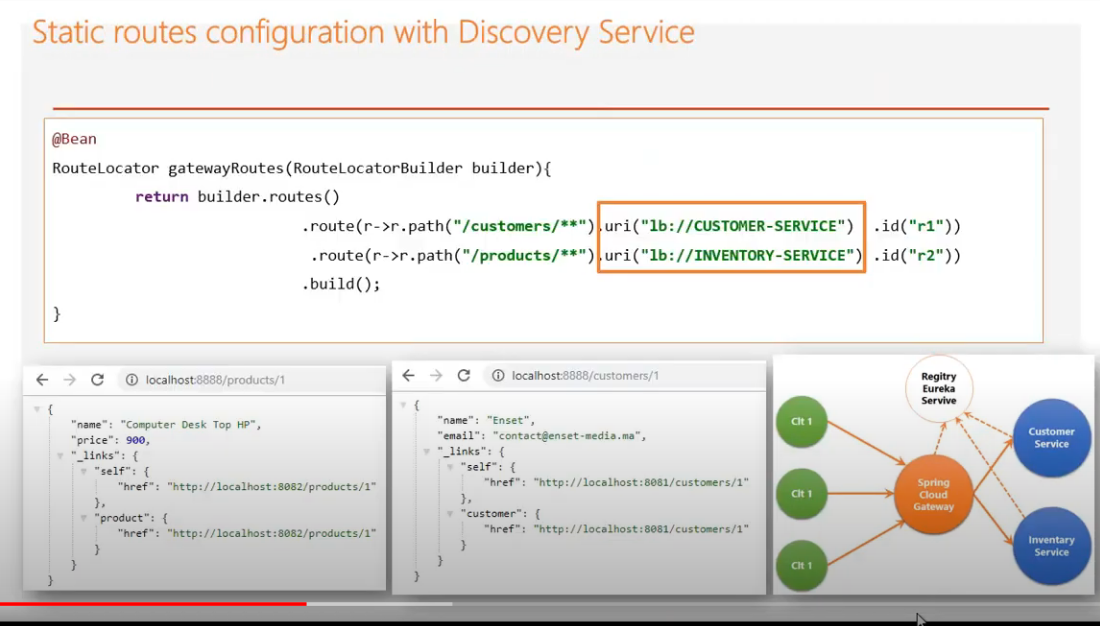 Static routes configuration with Discovery Service
@Bean
RouteLocator gatewayRoutes(RouteLocatorBuilder builder){
return builder.routes()
.route(r->r.path("/customers/**").uri("lb://CUSTOMER-SERVICE") .id("r1"))
.route(r->r.path("/products/**").uri("lb://INVENTORY-SERVICE") .id("r2"))
.build();
}
localhost:8888/products/1
{
"name": "Computer Desk Top HP",
"price": 900,
"_links": {
"self": {
"href": "http://localhost:8082/products/1"
},
"product": {
"href": "http://localhost:8082/products/1"
}
}
}
localhost:8888/customers/1
{
"name": "Enset",
"email": "contact@enset-media.ma",
"_links": {
"self": {
"href": "http://localhost:8081/customers/1"
},
"customer": {
"href": "http://localhost:8081/customers/1"
}
}
}
Regitry
Eureka
Servive
Clt 1
Clt 1
Clt 1
Spring
Cloud
Gateway
Customer
Service
Inventary
Service